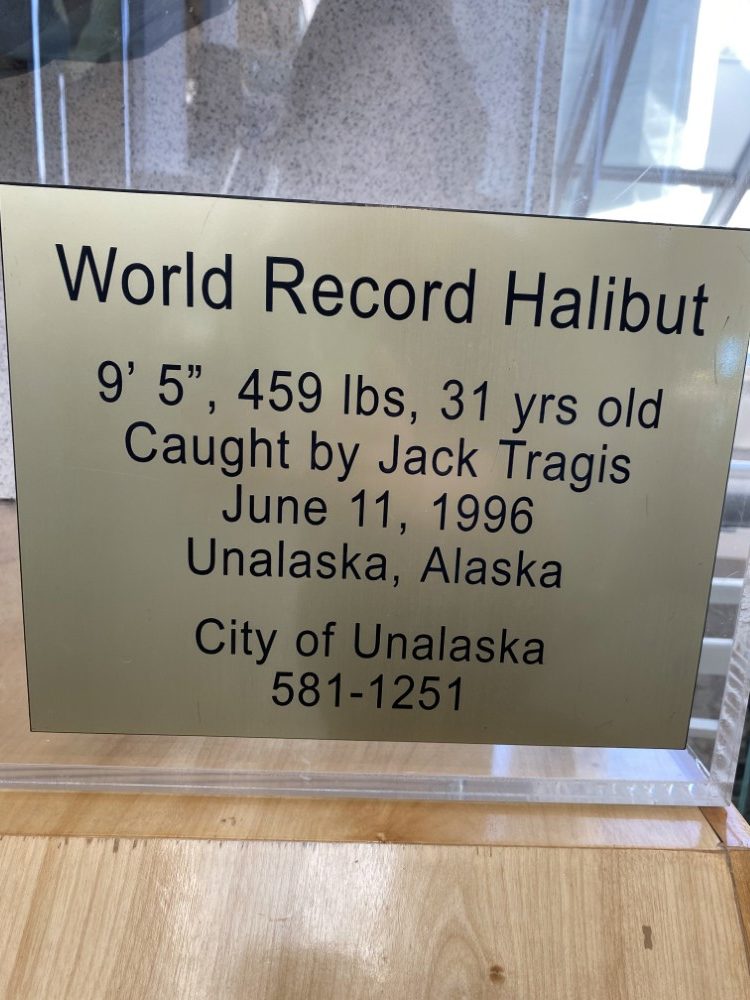 World Record Halibut
9’ 5”, 459 lbs, 31 yrs old
Caught by Jack Tragis
June 11, 1996
Unalaska, Alaska
City of Unalaska
581-1251